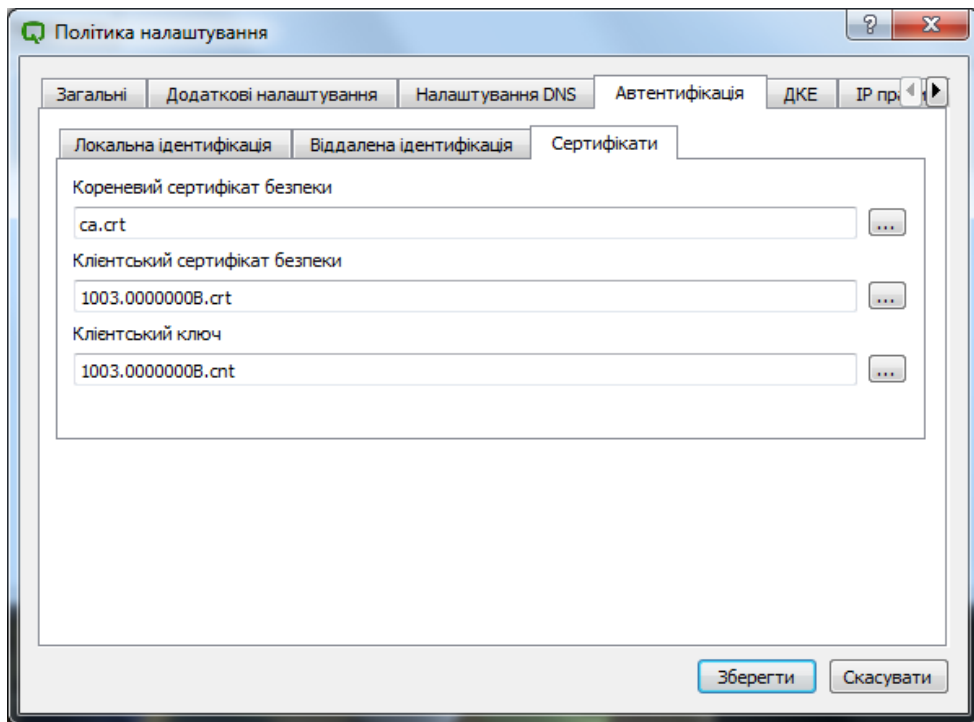 Політика налаштування
Загальні Додаткові налаштування Налаштування DNS Автентифікація ДКЕ IP
Локальна ідентифікація Віддалена ідентифікація Сертифікати
Кореневий сертифікат безпеки
ca.crt ...
Клієнтський сертифікат безпеки
1003.0000000B.crt ...
Клієнтський ключ
1003.0000000B.cnt ...
Зберегти Скасувати